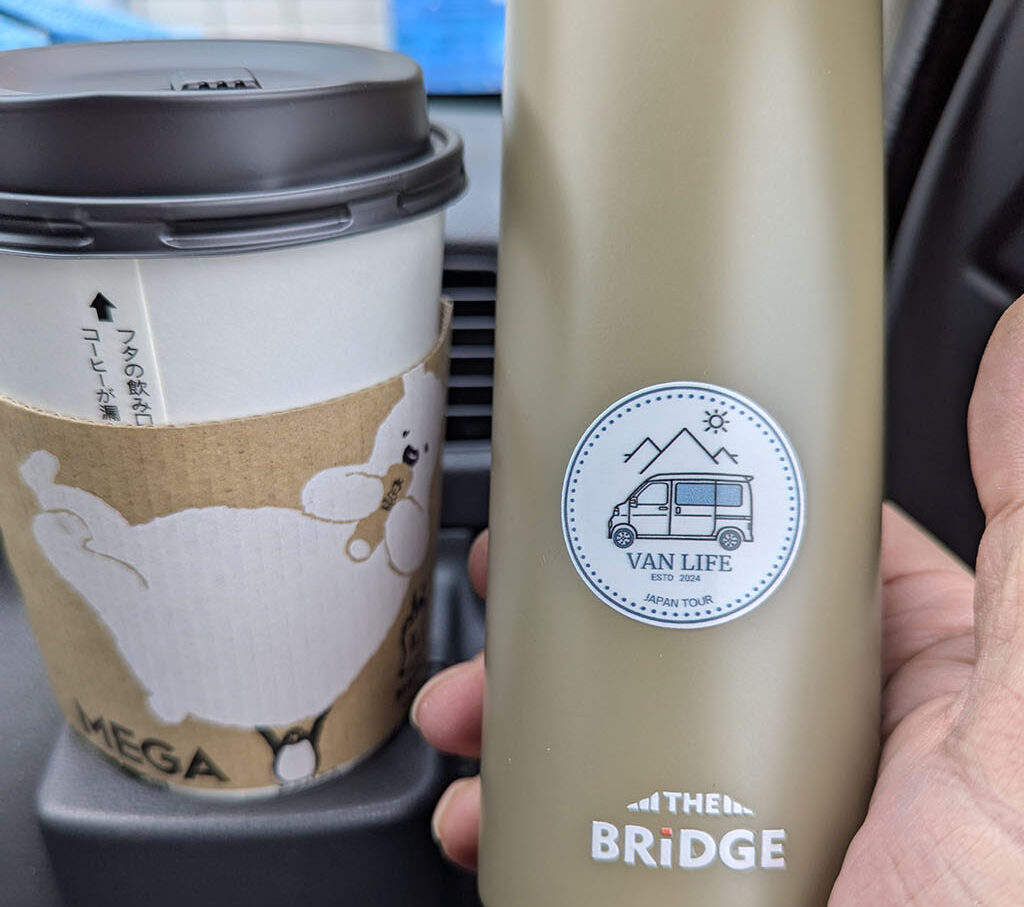 フタの飲み口
コーヒーが漏
MEGA
VAN LIFE
ESTD 2024
JAPAN TOUR
THE
BRiDGE